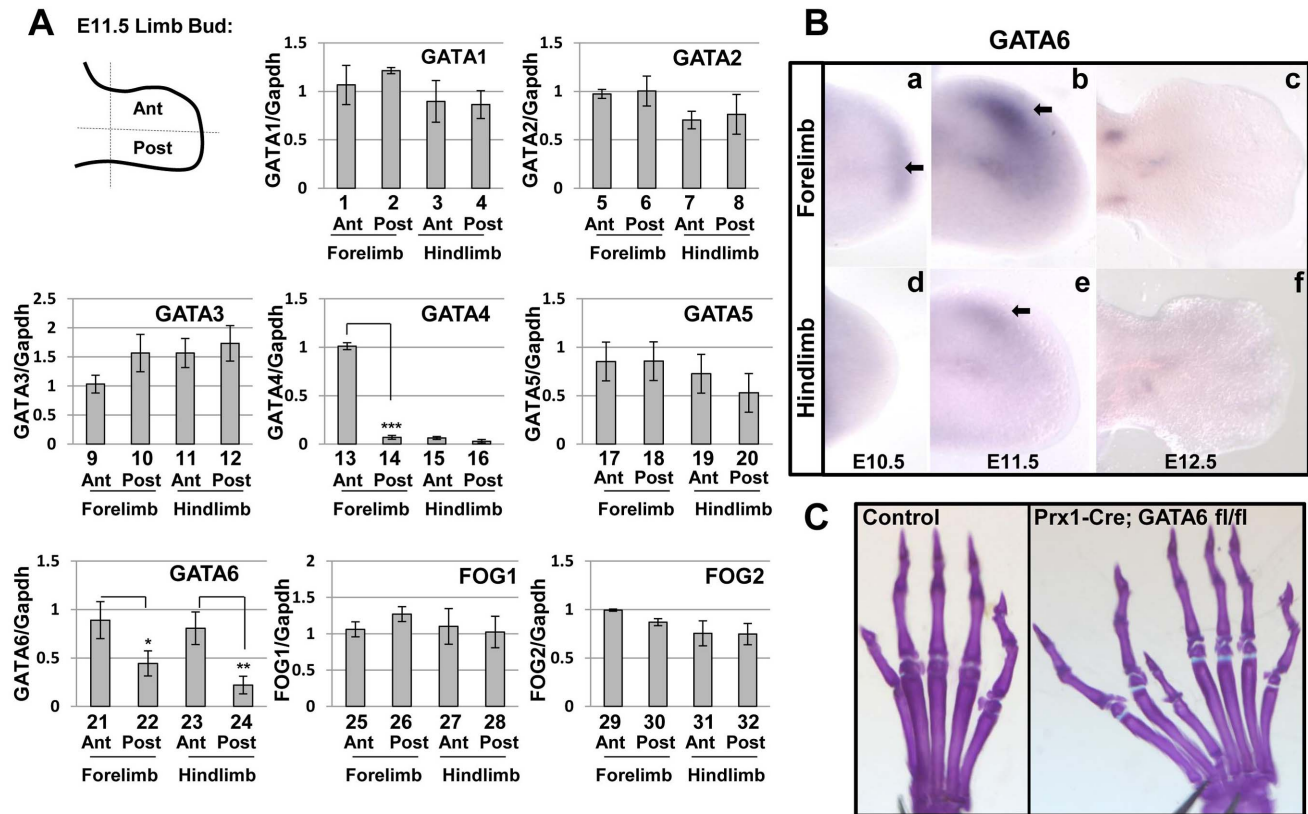 A
E11.5 Limb Bud:
Ant
Post
GATA1
GATA1/Gapdh
1.5
1
0.5
0
1 2 3 4
Ant Post Ant Post
Forelimb Hindlimb
GATA2
GATA2/Gapdh
1.5
1
0.5
0
5 6 7 8
Ant Post Ant Post
Forelimb Hindlimb
GATA3
GATA3/Gapdh
2.5
2
1.5
1
0.5
0
9 10 11 12
Ant Post Ant Post
Forelimb Hindlimb
GATA4
GATA4/Gapdh
1.5
1
0.5
0
***
13 14 15 16
Ant Post Ant Post
Forelimb Hindlimb
GATA5
GATA5/Gapdh
1.5
1
0.5
0
17 18 19 20
Ant Post Ant Post
Forelimb Hindlimb
GATA6
GATA6/Gapdh
1.5
1
0.5
0
*
**
21 22 23 24
Ant Post Ant Post
Forelimb Hindlimb
FOG1
FOG1/Gapdh
2
1.5
1
0.5
0
25 26 27 28
Ant Post Ant Post
Forelimb Hindlimb
FOG2
FOG2/Gapdh
1.5
1
0.5
0
29 30 31 32
Ant Post Ant Post
Forelimb Hindlimb
B
GATA6
Forelimb
a b c
Hindlimb
d e f
E10.5 E11.5 E12.5
C
Control
Prx1-Cre; GATA6 fl/fl